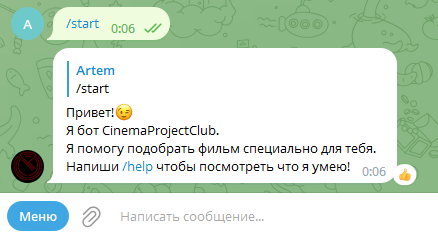 A
/start
0:06
Artem
/start
Привет!😉
Я бот CinemaProjectClub.
Я помогу подобрать фильм специально для тебя.
Напиши /help чтобы посмотреть что я умею!
0:06
Меню
Написать сообщение...